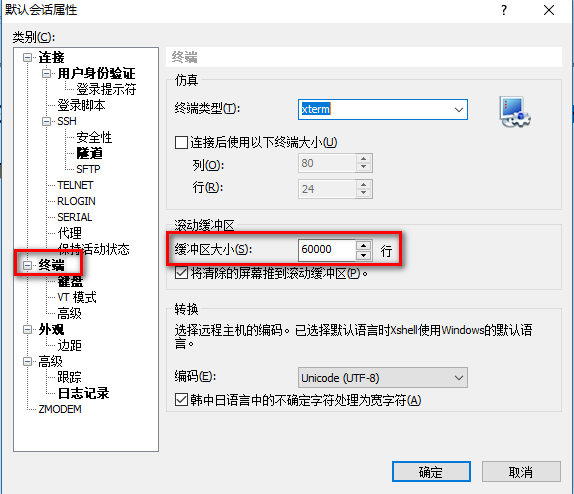 默认会话属性
类别(C):
连接
用户身份验证
登录提示符
登录脚本
SSH
安全性
隧道
SFTP
TELNET
RLOGIN
SERIAL
代理
保持活动状态
终端
键盘
VT 模式
高级
外观
边距
高级
跟踪
日志记录
ZMODEM
终端
仿真
终端类型(T):
xterm
连接后使用以下终端大小(U)
列(O):
80
行(R):
24
滚动缓冲区
缓冲区大小(S):
60000
行
将清除的屏幕推到滚动缓冲区(P)。
转换
选择远程主机的编码。已选择默认语言时Xshell使用Windows的默认语
言。
编码(E):
Unicode (UTF-8)
韩中日语言中的不确定字符处理为宽字符(A)
确定
取消